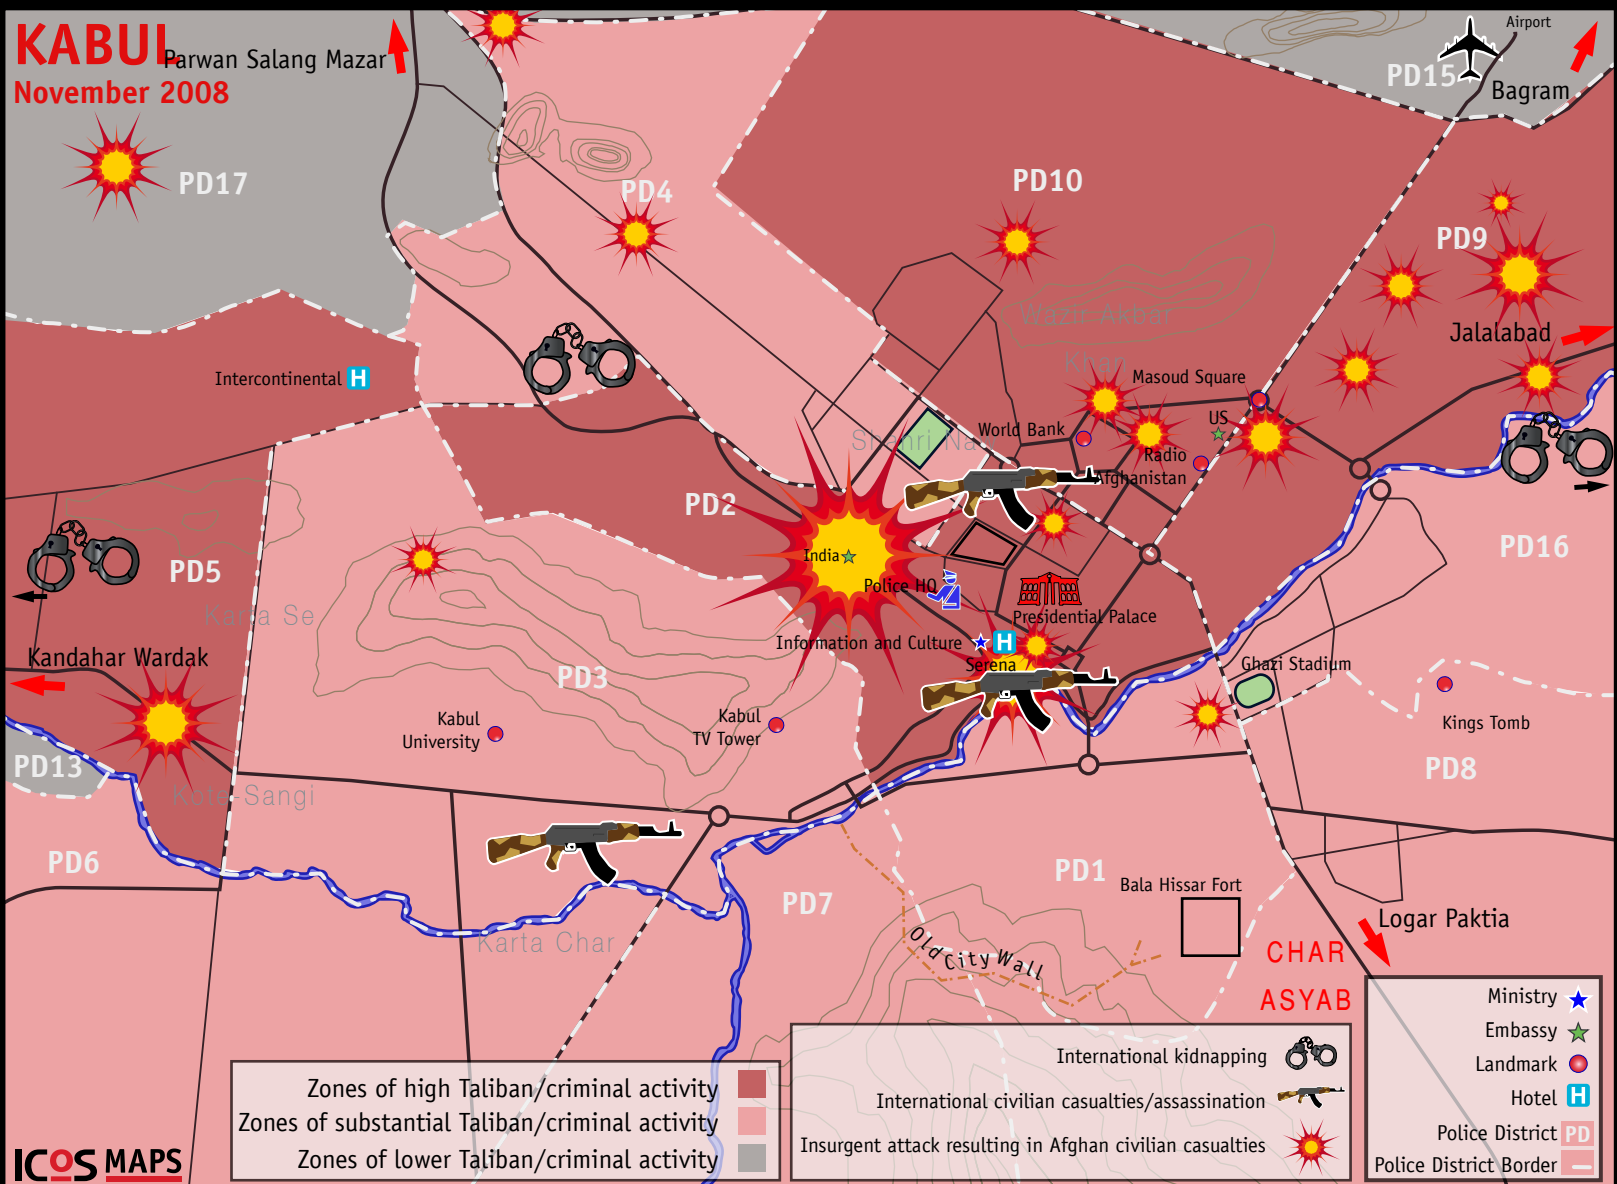 KABUL
November 2008
Parwan Salang Mazar
Airport
PD15
Bagram
PD17
PD4
PD10
PD9
Wazir Akbar
Khan
Jalalabad
Intercontinental H
Masoud Square
US
World Bank
Radio
Afghanistan
PD2
PD16
India
Police HQ
PD5
Karta Se
Presidential Palace
Information and Culture
H
Serena
Kandahar Wardak
Ghazi Stadium
PD3
Kabul
University
Kabul
TV Tower
Kings Tomb
PD13
PD8
Kote-Sangi
PD6
PD1
PD7
Bala Hissar Fort
Karta Char
Old City Wall
Logar Paktia
CHAR
ASYAB
Zones of high Taliban/criminal activity
Zones of substantial Taliban/criminal activity
Zones of lower Taliban/criminal activity
International kidnapping
International civilian casualties/assassination
Insurgent attack resulting in Afghan civilian casualties
Ministry
Embassy
Landmark
Hotel H
Police District PD
Police District Border
ICOS MAPS